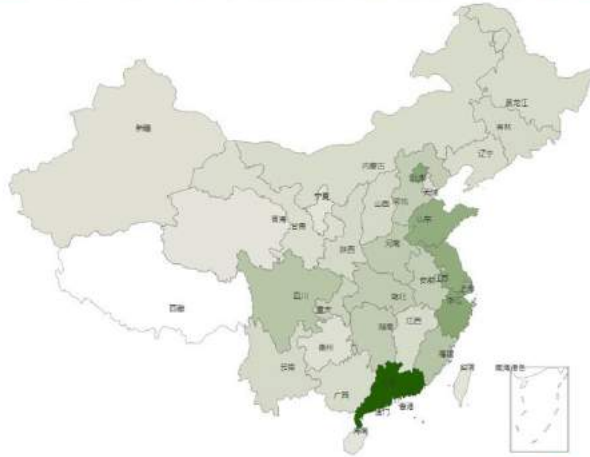 黑龙江
吉林
新疆
辽宁
内蒙古
北京
宁夏
天津
山西
河北
山东
青海
甘肃
河南
陕西
江苏
安徽
上海
四川
湖北
重庆
浙江
西藏
湖南
江西
贵州
福建
云南
台湾
南海诸岛
广西
香港
澳门
海南